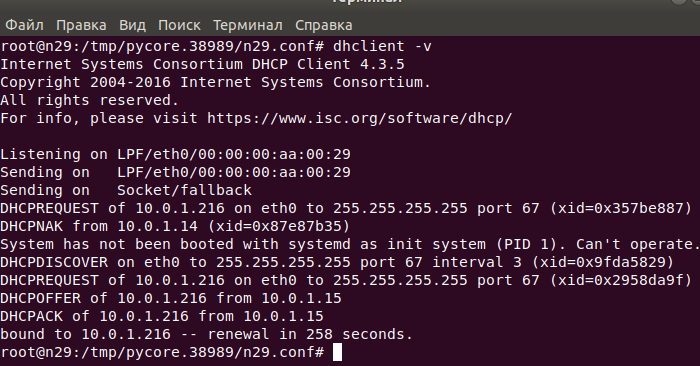 Терминал
Файл Правка Вид Поиск Терминал Справка
root@n29:/tmp/pycore.38989/n29.conf# dhclient -v
Internet Systems Consortium DHCP Client 4.3.5
Copyright 2004-2016 Internet Systems Consortium.
All rights reserved.
For info, please visit https://www.isc.org/software/dhcp/

Listening on LPF/eth0/00:00:00:aa:00:29
Sending on   LPF/eth0/00:00:00:aa:00:29
Sending on   Socket/fallback
DHCPREQUEST of 10.0.1.216 on eth0 to 255.255.255.255 port 67 (xid=0x357be887)
DHCPNAK from 10.0.1.14 (xid=0x87e87b35)
System has not been booted with systemd as init system (PID 1). Can't operate.
DHCPDISCOVER on eth0 to 255.255.255.255 port 67 interval 3 (xid=0x9fda5829)
DHCPREQUEST of 10.0.1.216 on eth0 to 255.255.255.255 port 67 (xid=0x2958da9f)
DHCPOFFER of 10.0.1.216 from 10.0.1.15
DHCPACK of 10.0.1.216 from 10.0.1.15
bound to 10.0.1.216 -- renewal in 258 seconds.
root@n29:/tmp/pycore.38989/n29.conf#